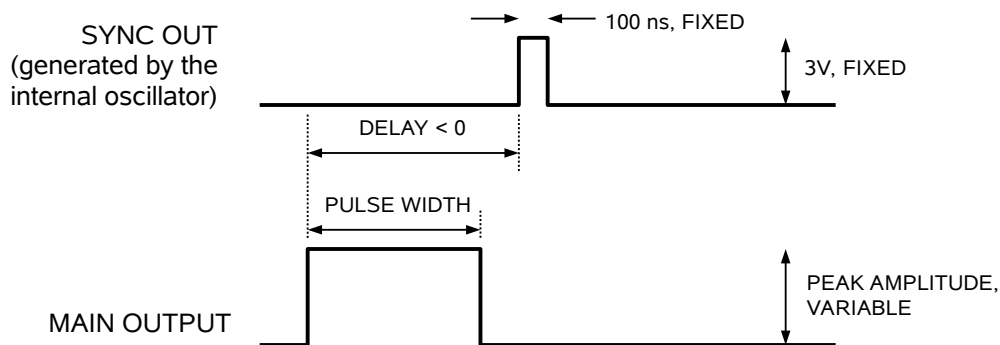 SYNC OUT
(generated by the
internal oscillator)
100 ns, FIXED
3V, FIXED
DELAY < 0
PULSE WIDTH
PEAK AMPLITUDE,
VARIABLE
MAIN OUTPUT